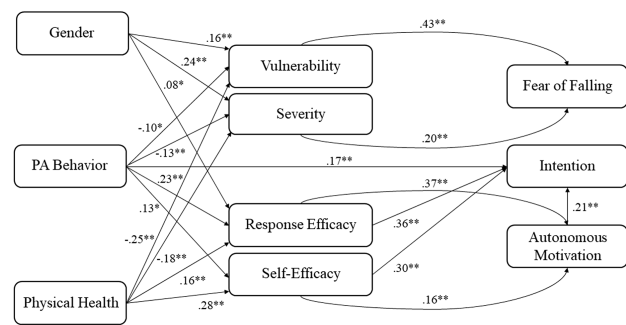 Gender
.16**
.43**
.24**
Vulnerability
.08*
Fear of Falling
Severity
-.10*
.20**
-.13**
PA Behavior
.17**
Intention
.23**
.37**
.13*
.21**
Response Efficacy
.36**
-.25**
Autonomous
Motivation
-.18**
Self-Efficacy
.30**
.16**
Physical Health
.28**
.16**